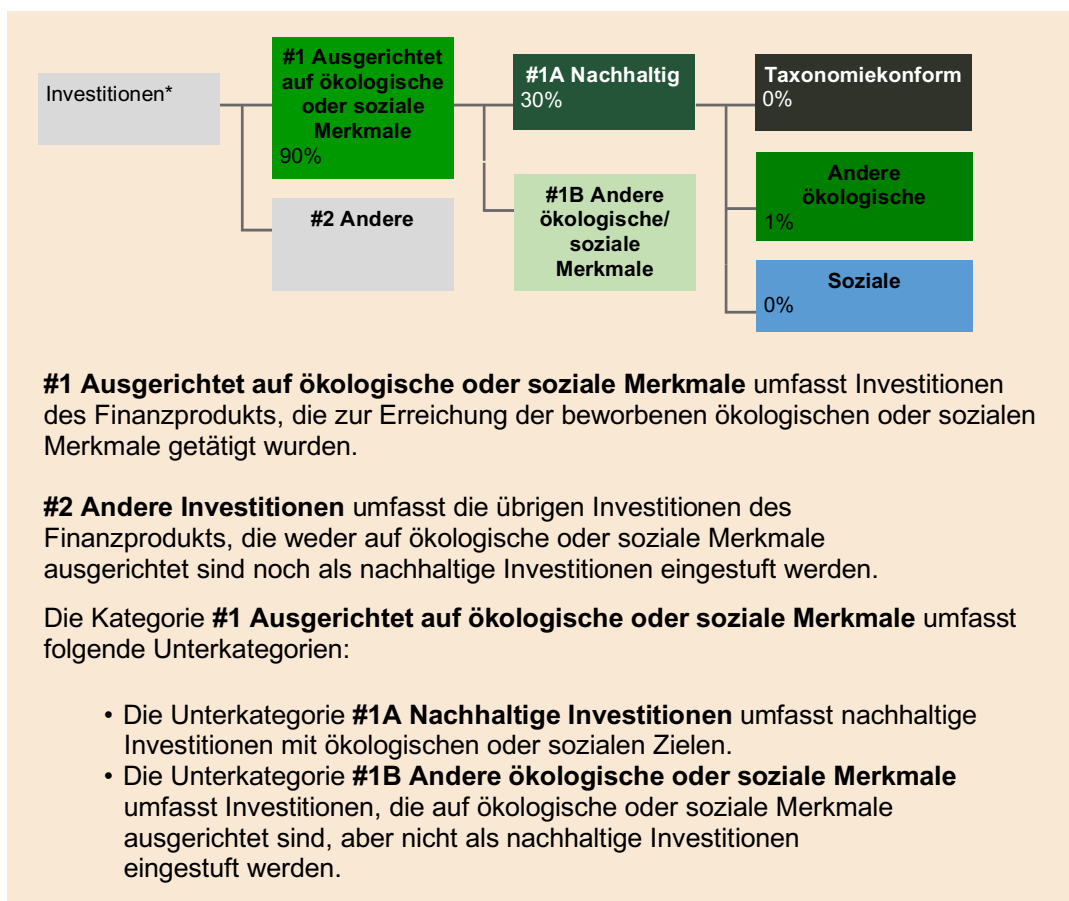 Investitionen*
#1 Ausgerichtet
auf ökologische
oder soziale
Merkmale
90%
#2 Andere
#1A Nachhaltig
30%
#1B Andere
ökologische/
soziale
Merkmale
Taxonomiekonform
0%
Andere
ökologische
1%
Soziale
0%
#1 Ausgerichtet auf ökologische oder soziale Merkmale umfasst Investitionen
des Finanzprodukts, die zur Erreichung der beworbenen ökologischen oder sozialen
Merkmale getätigt wurden.
#2 Andere Investitionen umfasst die übrigen Investitionen des
Finanzprodukts, die weder auf ökologische oder soziale Merkmale
ausgerichtet sind noch als nachhaltige Investitionen eingestuft werden.
Die Kategorie #1 Ausgerichtet auf ökologische oder soziale Merkmale umfasst
folgende Unterkategorien:
• Die Unterkategorie #1A Nachhaltige Investitionen umfasst nachhaltige
Investitionen mit ökologischen oder sozialen Zielen.
• Die Unterkategorie #1B Andere ökologische oder soziale Merkmale
umfasst Investitionen, die auf ökologische oder soziale Merkmale
ausgerichtet sind, aber nicht als nachhaltige Investitionen
eingestuft werden.